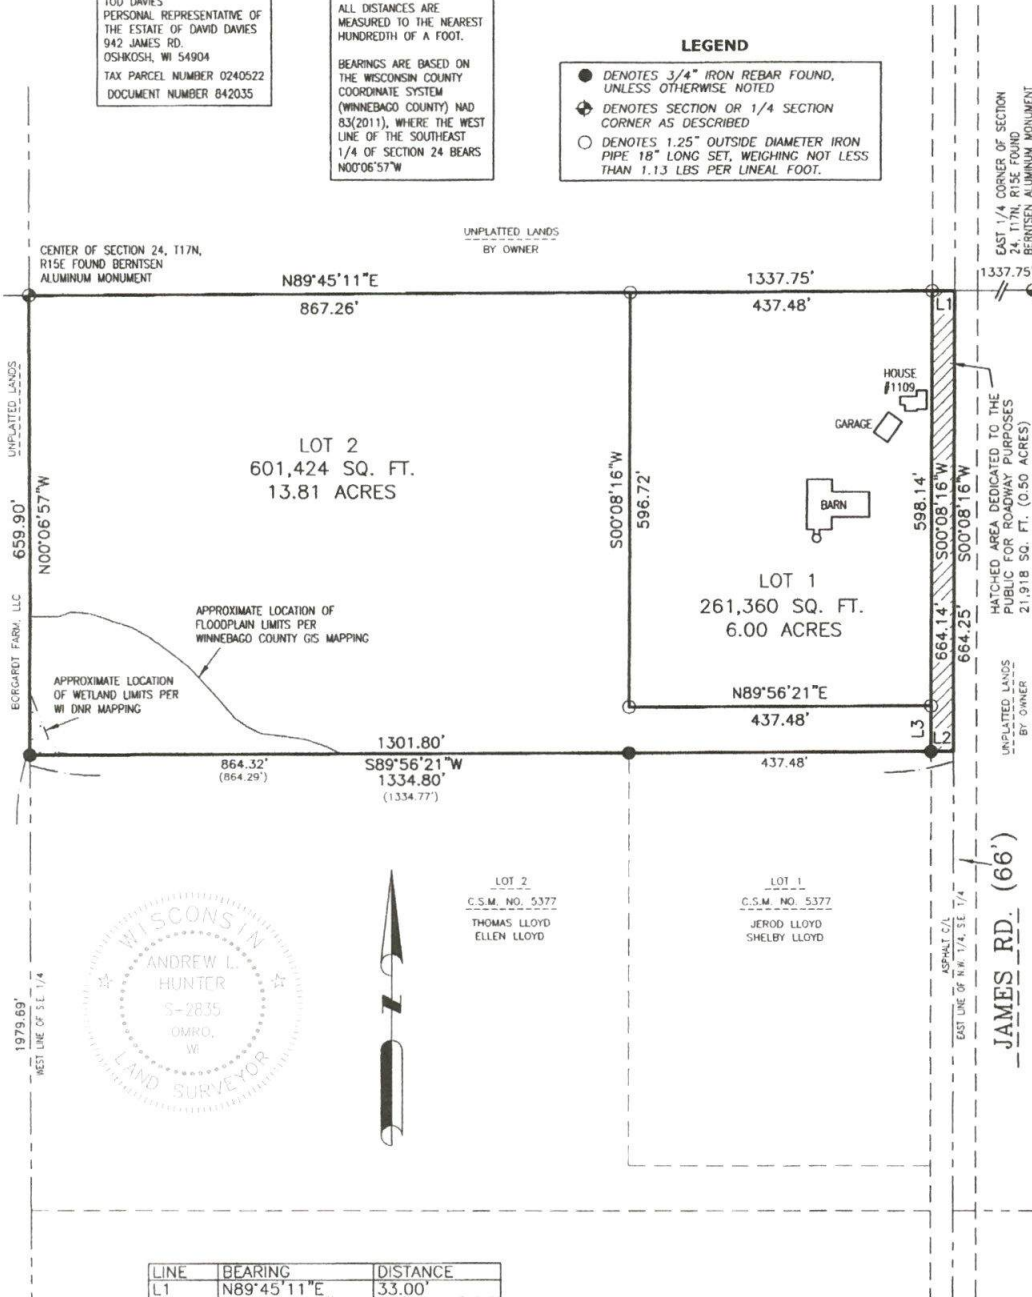 TOD DAVIES
PERSONAL REPRESENTATIVE OF
THE ESTATE OF DAVID DAVIES
942 JAMES RD.
OSHKOSH, WI 54904
TAX PARCEL NUMBER 0240522
DOCUMENT NUMBER 842035
ALL DISTANCES ARE
MEASURED TO THE NEAREST
HUNDREDTH OF A FOOT.
BEARINGS ARE BASED ON
THE WISCONSIN COUNTY
COORDINATE SYSTEM
(WINNEBAGO COUNTY) NAD
83(2011), WHERE THE WEST
LINE OF THE SOUTHEAST
1/4 OF SECTION 24 BEARS
N00°06'57"W
LEGEND
DENOTES 3/4" IRON REBAR FOUND,
UNLESS OTHERWISE NOTED
DENOTES SECTION OR 1/4 SECTION
CORNER AS DESCRIBED
DENOTES 1.25" OUTSIDE DIAMETER IRON
PIPE 18" LONG SET, WEIGHING NOT LESS
THAN 1.13 LBS PER LINEAL FOOT.
EAST 1/4 CORNER OF SECTION
24, T17N, R15E FOUND
BERNTSEN ALUMINUM MONUMENT
UNPLATTED LANDS
BY OWNER
CENTER OF SECTION 24, T17N,
R15E FOUND BERNTSEN
ALUMINUM MONUMENT
N89°45'11"E
1337.75'
1337.75'
867.26'
437.48'
L1
UNPLATTED LANDS
BORGARDT FARM, LLC
659.90'
N00°06'57"W
LOT 2
601,424 SQ. FT.
13.81 ACRES
S00°08'16"W
596.72'
HOUSE
#1109
GARAGE
BARN
LOT 1
261,360 SQ. FT.
6.00 ACRES
598.14'
S00°08'16"W
664.14'
S00°08'16"W
664.25'
HATCHED AREA DEDICATED TO THE
PUBLIC FOR ROADWAY PURPOSES
21,918 SQ. FT. (0.50 ACRES)
APPROXIMATE LOCATION OF
FLOODPLAIN LIMITS PER
WINNEBAGO COUNTY GIS MAPPING
APPROXIMATE LOCATION
OF WETLAND LIMITS PER
WI DNR MAPPING
N89°56'21"E
437.48'
L3
L2
UNPLATTED LANDS
BY OWNER
1301.80'
864.32'
(864.29')
S89°56'21"W
1334.80'
(1334.77')
437.48'
LOT 2
C.S.M. NO. 5377
THOMAS LLOYD
ELLEN LLOYD
LOT 1
C.S.M. NO. 5377
JEROD LLOYD
SHELBY LLOYD
WISCONSIN
ANDREW L.
HUNTER
S-2835
OMRO,
WI
LAND SURVEYOR
N
1979.69'
WEST LINE OF S.E. 1/4
ASPHALT C/L
EAST LINE OF N.W. 1/4, S.E. 1/4
JAMES RD. (66')
LINE BEARING DISTANCE
L1 N89°45'11"E 33.00'